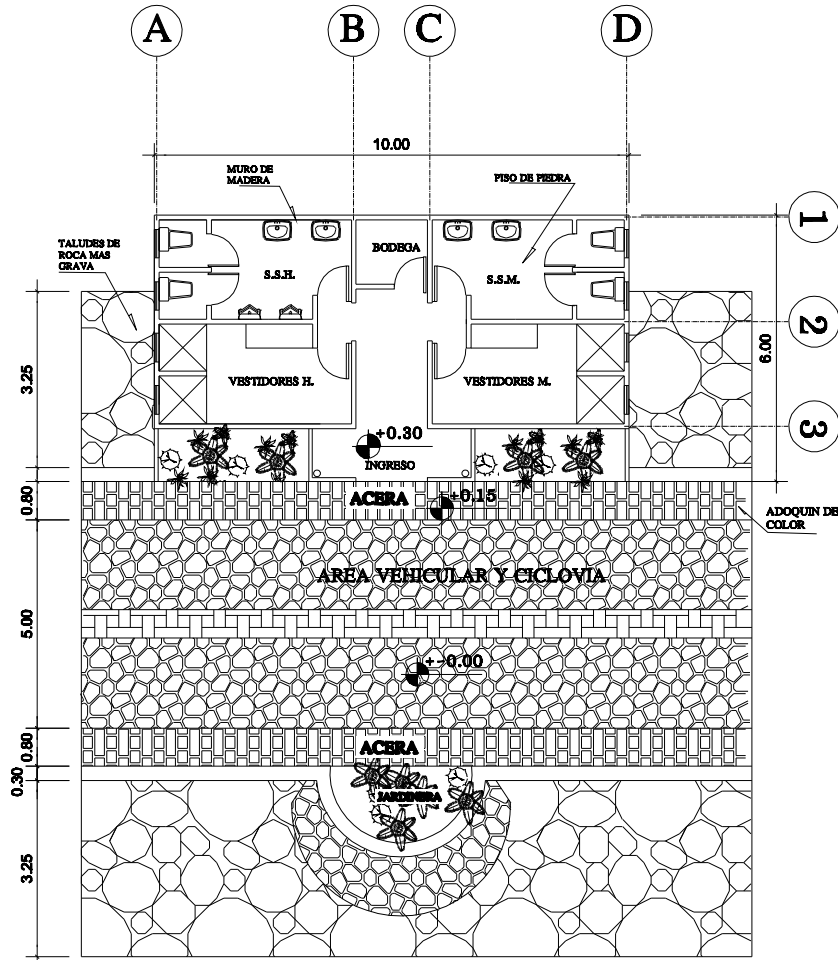 A
B
C
D
10.00
MURO DE
MADERA
PISO DE PIEDRA
1
TALUDES DE
ROCA MAS
GRAVA
BODEGA
S.S.H.
S.S.M.
2
6.00
3.25
VESTIDORES H.
VESTIDORES M.
3
+0.30
INGRESO
0.80
ACERA
+0.15
ADOQUIN DE
COLOR
AREA VEHICULAR Y CICLOVIA
5.00
+-0.00
0.80
ACERA
0.30
JARDINERA
3.25